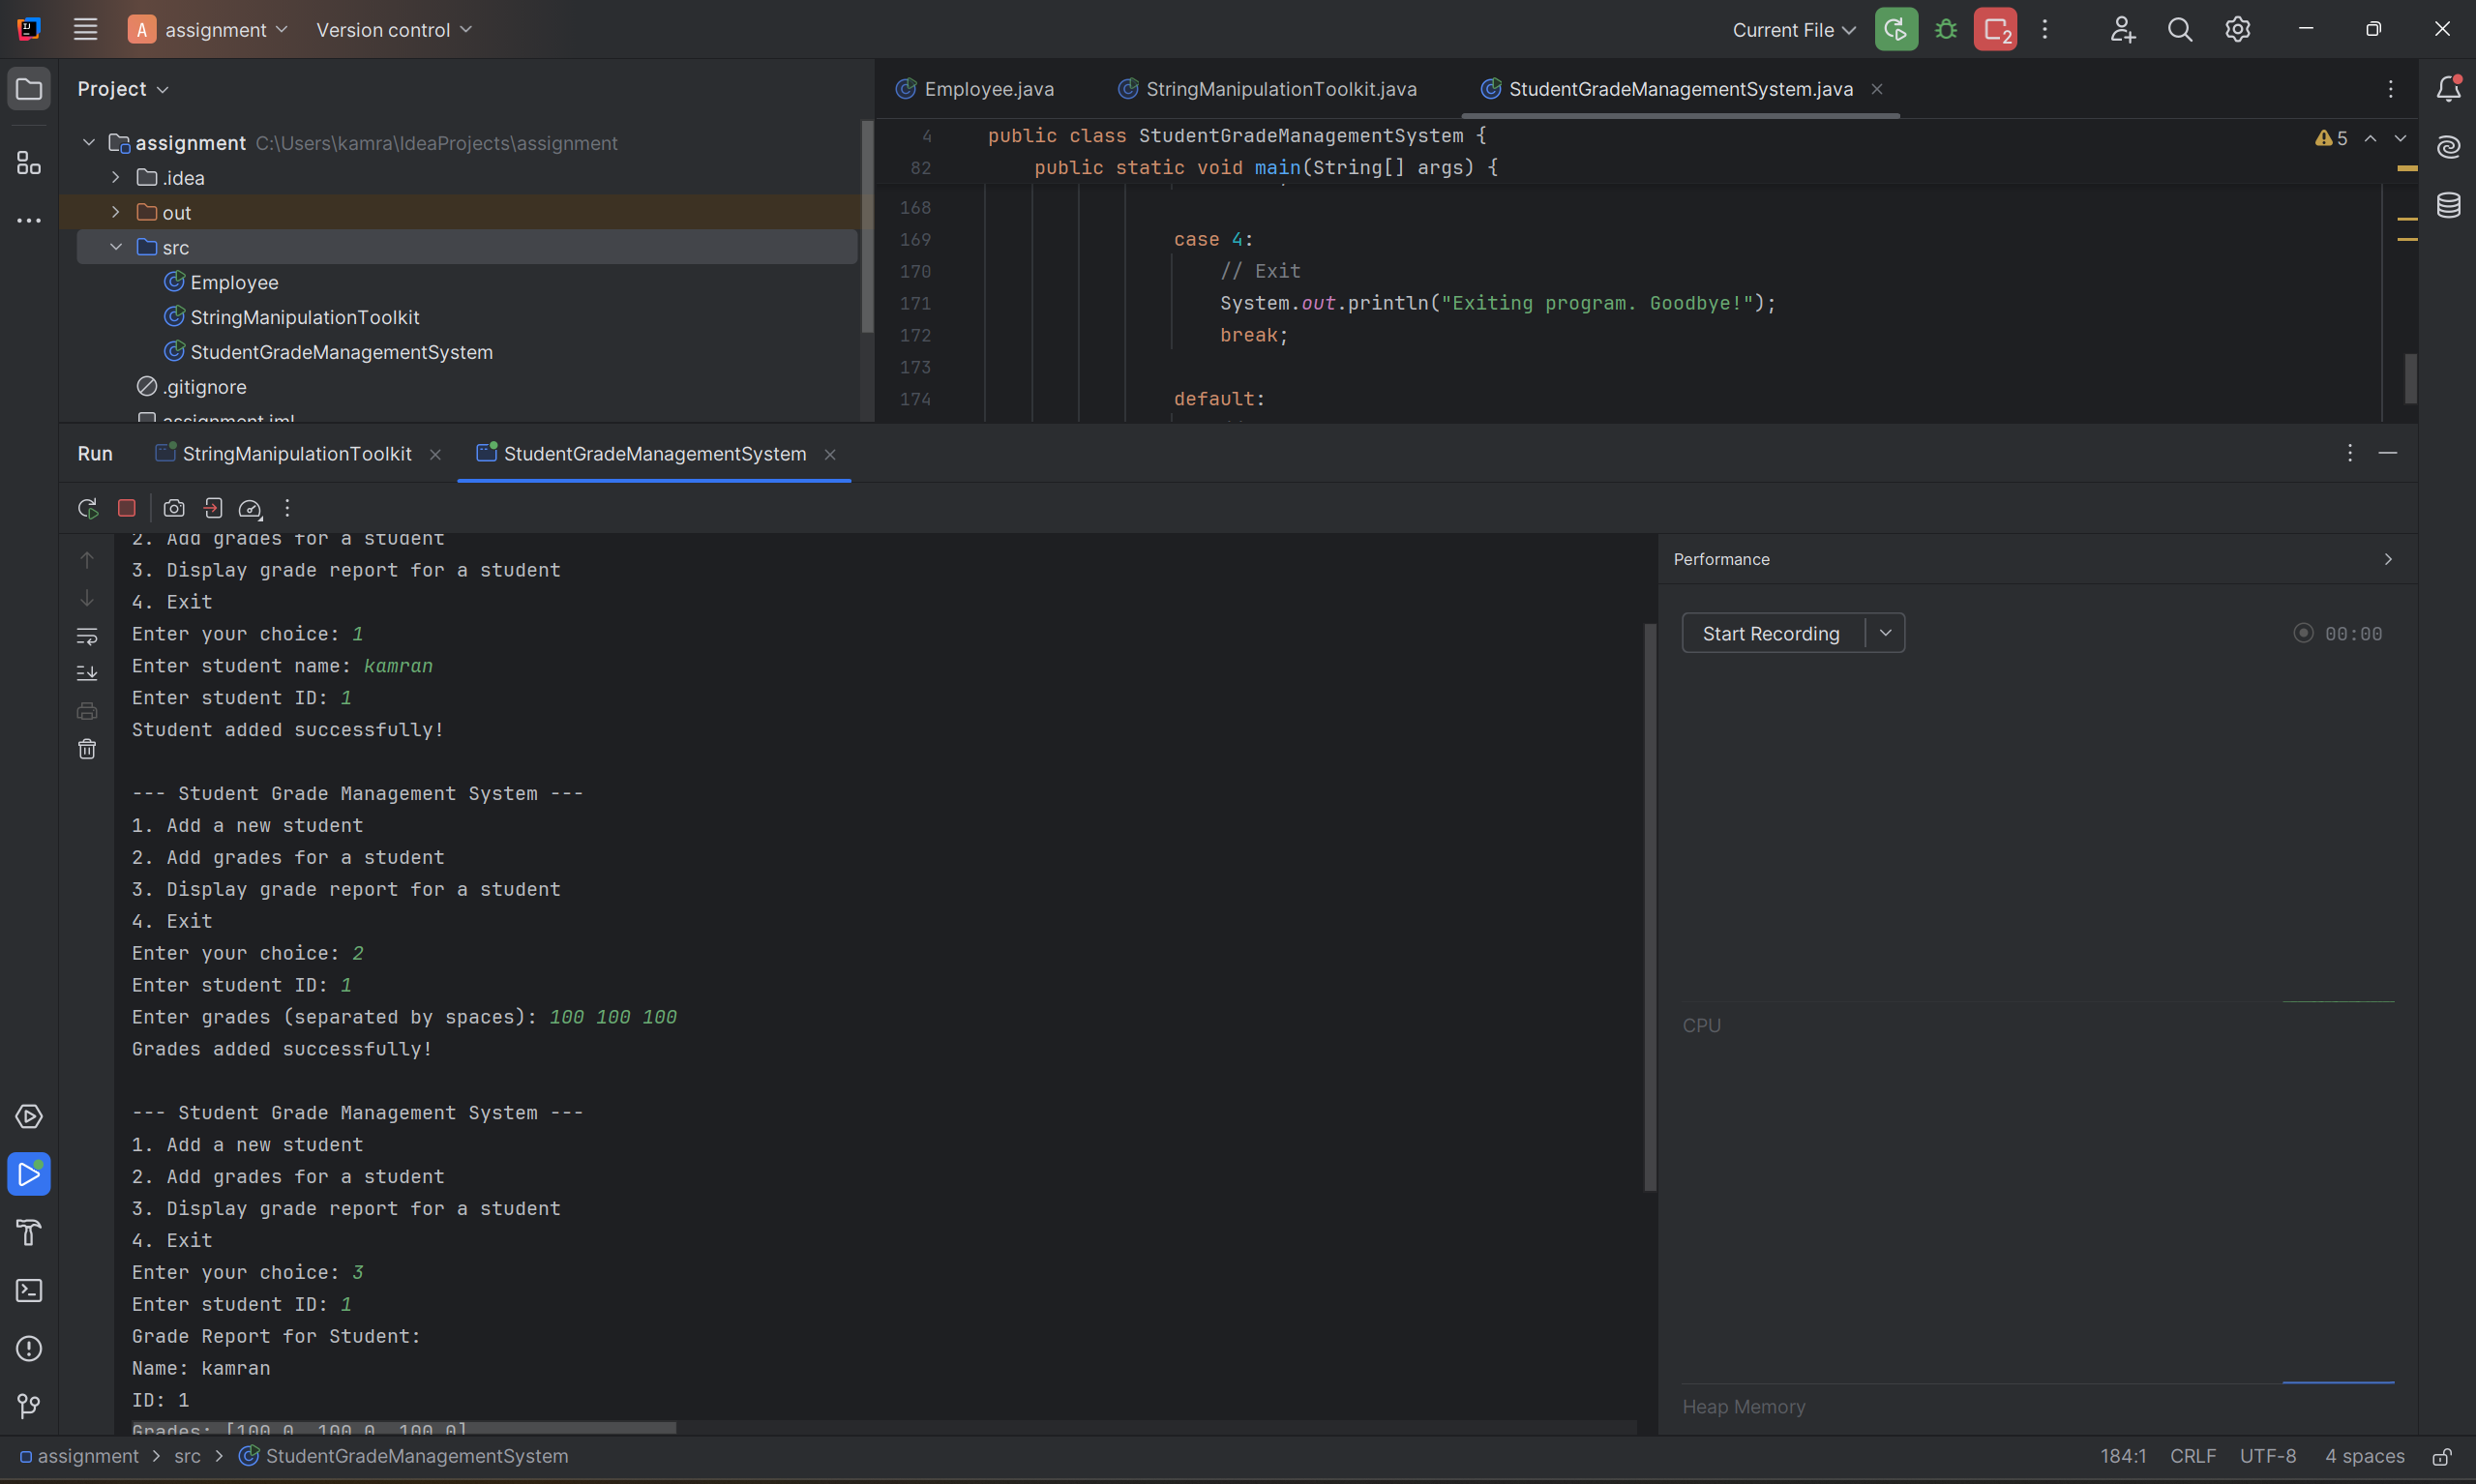 A assignment Version control Current File 2
Project
assignment C:\Users\kamra\IdeaProjects\assignment
.idea
out
src
Employee
StringManipulationToolkit
StudentGradeManagementSystem
.gitignore
assignment.iml
Employee.java StringManipulationToolkit.java StudentGradeManagementSystem.java
4 public class StudentGradeManagementSystem {
5
82 public static void main(String[] args) {
168
169 case 4:
170 // Exit
171 System.out.println("Exiting program. Goodbye!");
172 break;
173
174 default:
Run StringManipulationToolkit StudentGradeManagementSystem
2. Add grades for a student
3. Display grade report for a student
4. Exit
Enter your choice: 1
Enter student name: kamran
Enter student ID: 1
Student added successfully!
--- Student Grade Management System ---
1. Add a new student
2. Add grades for a student
3. Display grade report for a student
4. Exit
Enter your choice: 2
Enter student ID: 1
Enter grades (separated by spaces): 100 100 100
Grades added successfully!
--- Student Grade Management System ---
1. Add a new student
2. Add grades for a student
3. Display grade report for a student
4. Exit
Enter your choice: 3
Enter student ID: 1
Grade Report for Student:
Name: kamran
ID: 1
Grades: [100.0, 100.0, 100.0]
Performance
Start Recording 00:00
CPU
Heap Memory
assignment > src > StudentGradeManagementSystem 184:1 CRLF UTF-8 4 spaces